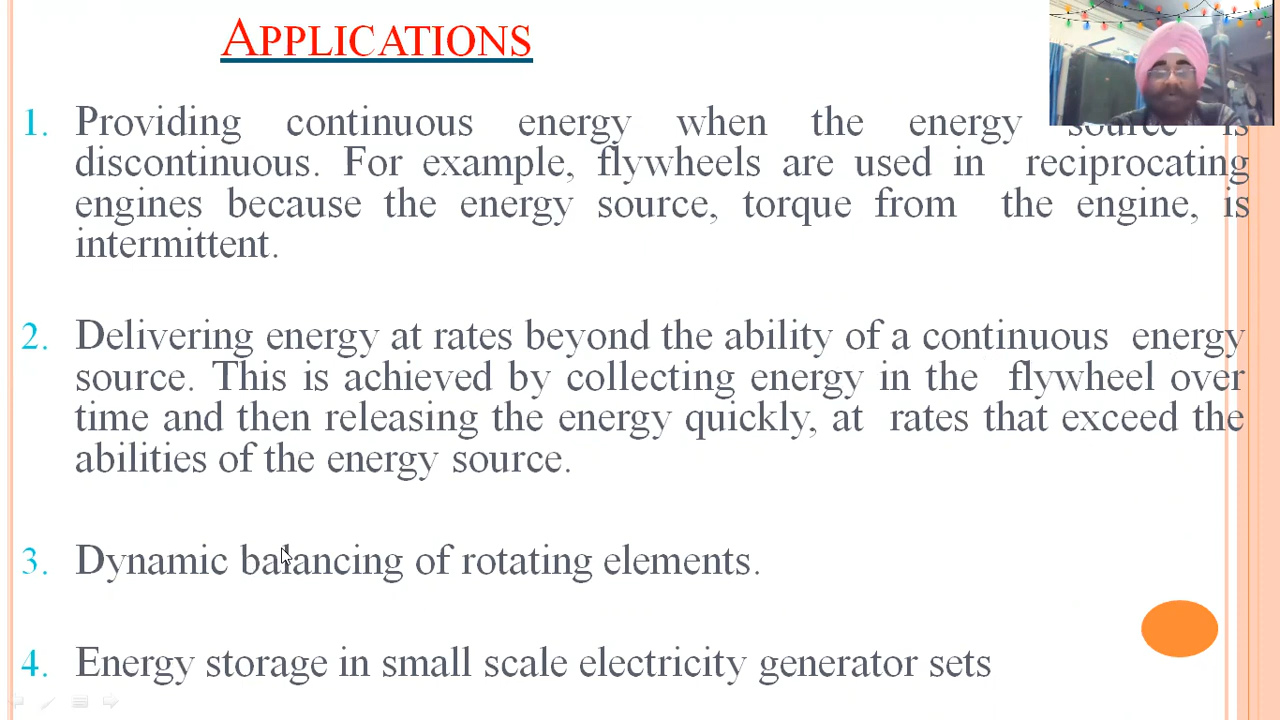 APPLICATIONS
1. Providing continuous energy when the energy source is
discontinuous. For example, flywheels are used in reciprocating
engines because the energy source, torque from the engine, is
intermittent.
2. Delivering energy at rates beyond the ability of a continuous energy
source. This is achieved by collecting energy in the flywheel over
time and then releasing the energy quickly, at rates that exceed the
abilities of the energy source.
3. Dynamic balancing of rotating elements.
4. Energy storage in small scale electricity generator sets